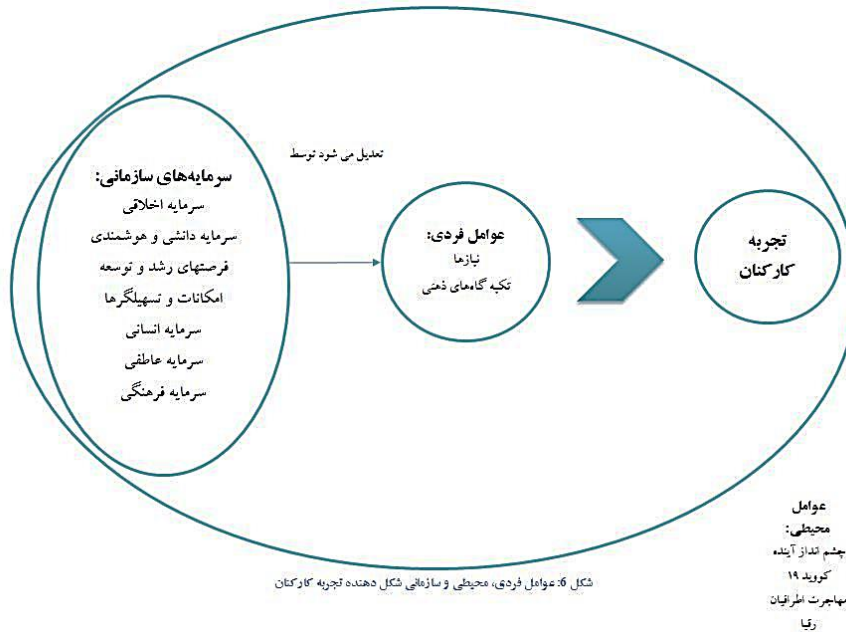 تعدیل می شود توسط
سرمایه‌های سازمانی:
سرمایه اخلاقی
سرمایه دانشی و هوشمندی
فرصتهای رشد و توسعه
امکانات و تسهیلگرها
سرمایه انسانی
سرمایه عاطفی
سرمایه فرهنگی
عوامل فردی:
نیازها
تکیه گاه‌های ذهنی
تجربه
کارکنان
عوامل
محیطی:
چشم انداز آینده
کووید ۱۹
مهاجرت اطرافیان
رقبا
شکل 6: عوامل فردی، محیطی و سازمانی شکل دهنده تجربه کارکنان